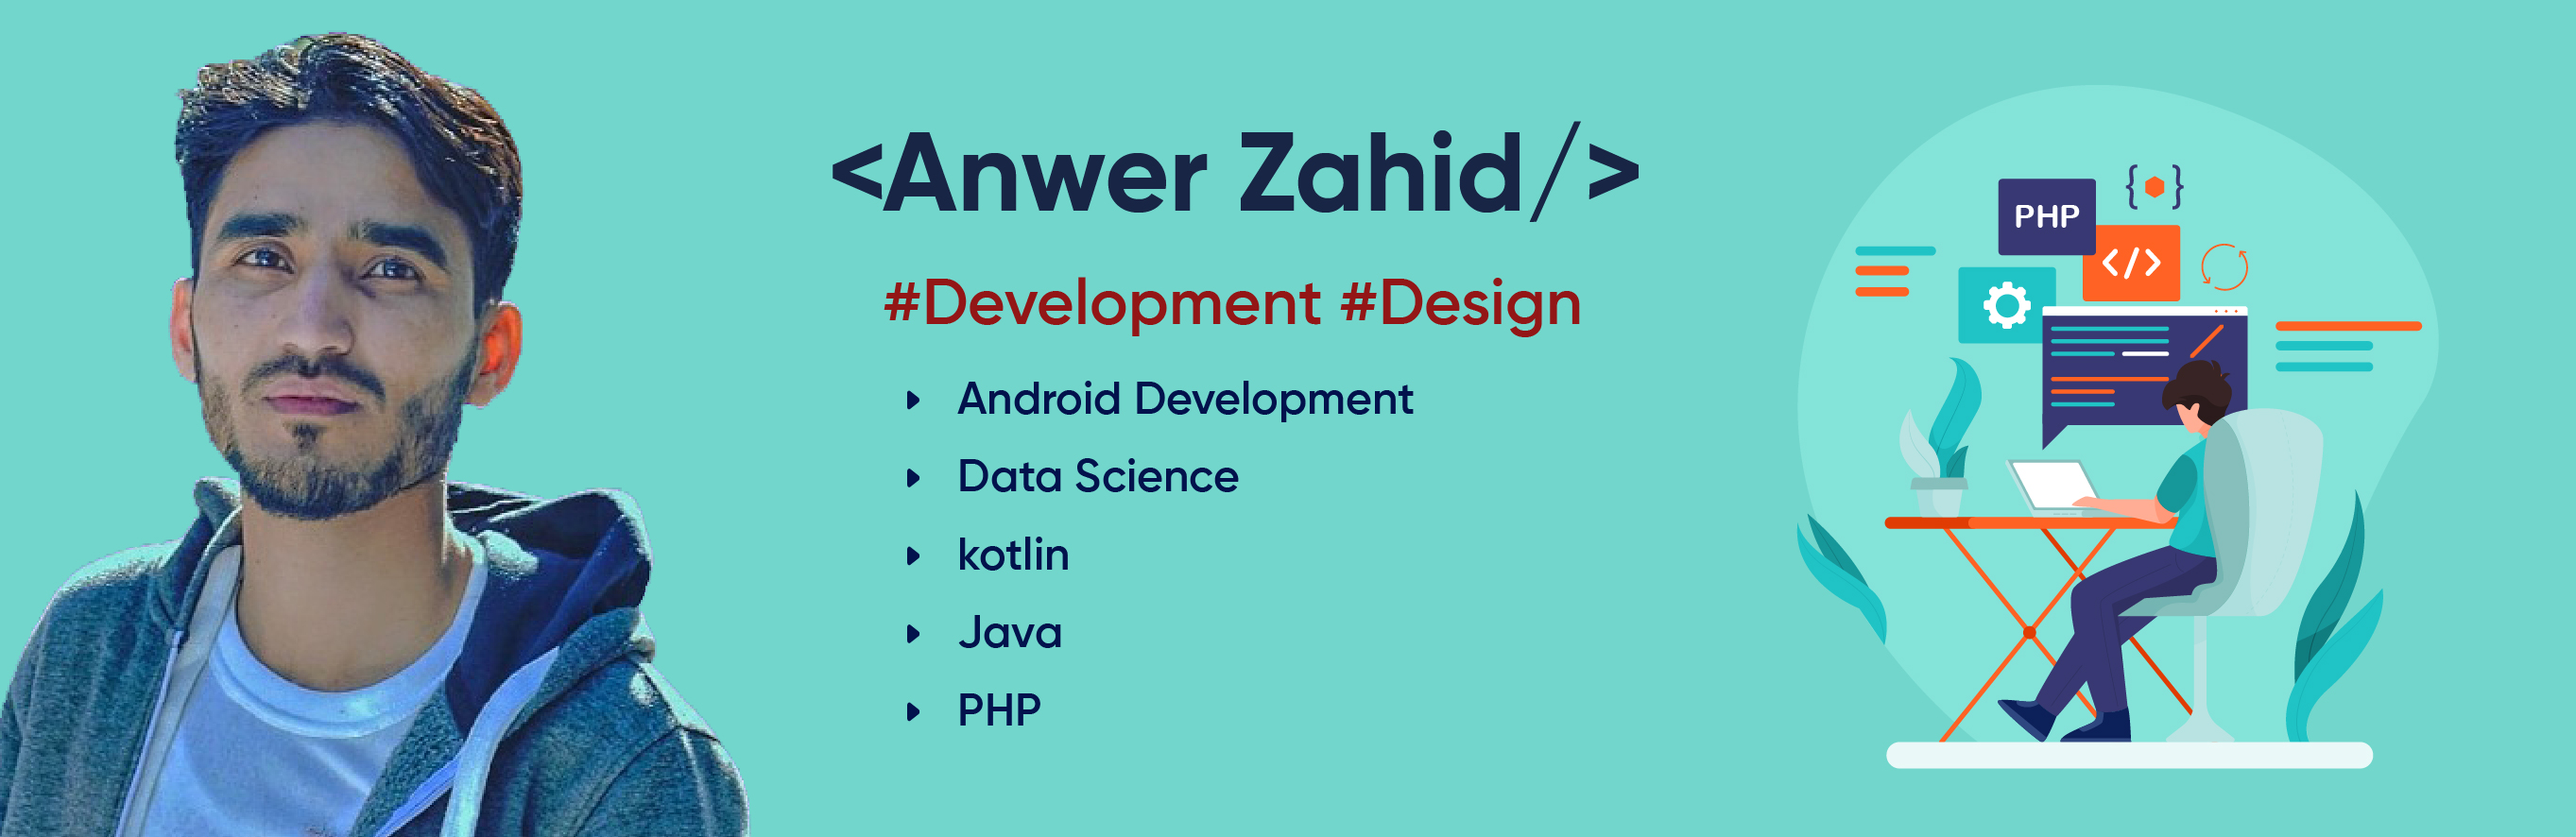 <Anwer Zahid/>
#Development #Design
Android Development
Data Science
kotlin
Java
PHP
PHP
{ }
</>